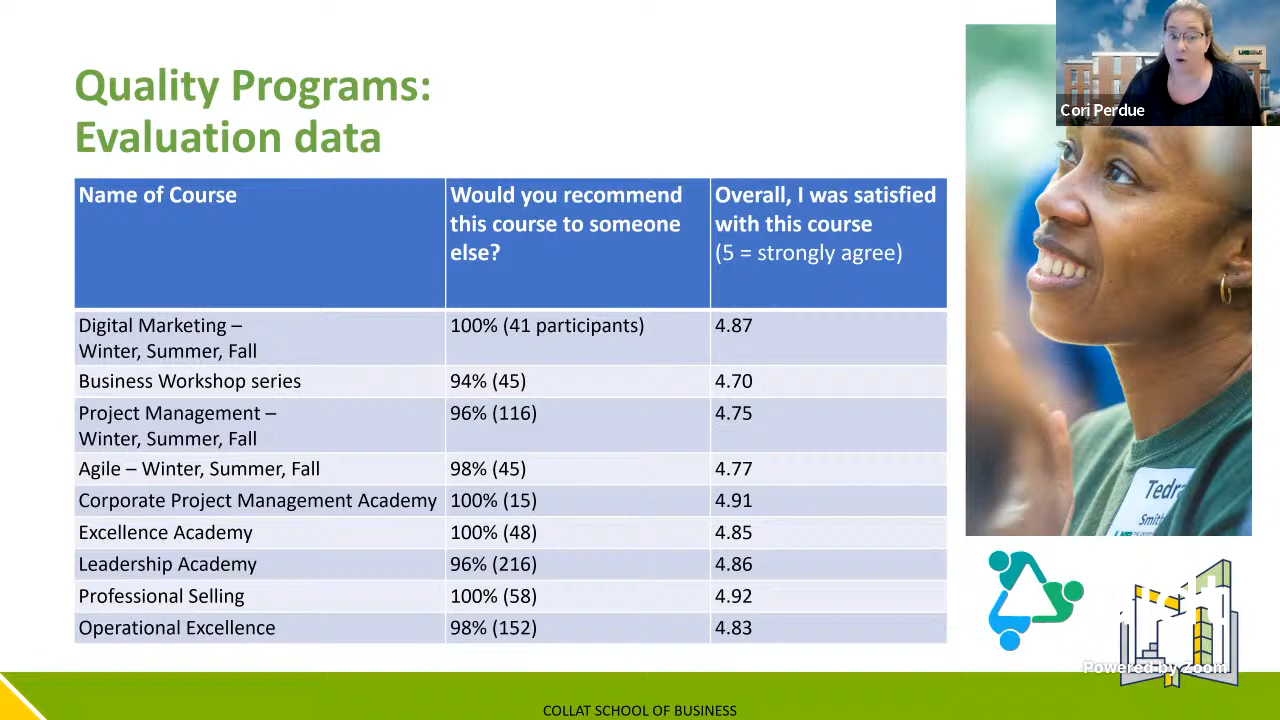 Quality Programs:
Evaluation data
Cori Perdue
Name of Course
Would you recommend
this course to someone
else?
Overall, I was satisfied
with this course
(5 = strongly agree)
Digital Marketing –
Winter, Summer, Fall
100% (41 participants)
4.87
Business Workshop series
94% (45)
4.70
Project Management –
Winter, Summer, Fall
96% (116)
4.75
Agile – Winter, Summer, Fall
98% (45)
4.77
Corporate Project Management Academy
100% (15)
4.91
Excellence Academy
100% (48)
4.85
Leadership Academy
96% (216)
4.86
Professional Selling
100% (58)
4.92
Operational Excellence
98% (152)
4.83
Smith
Powered by Zoom
COLLAT SCHOOL OF BUSINESS